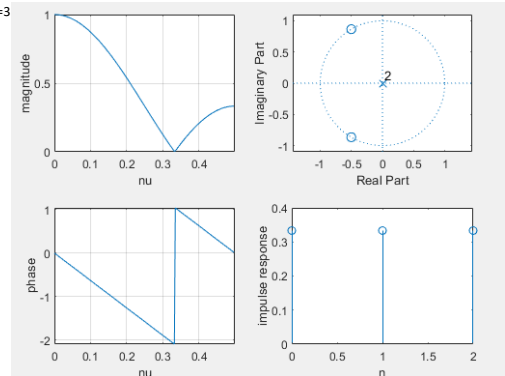 =3
1
0.5
0
magnitude
0 0.1 0.2 0.3 0.4
nu
1
0.5
0
-0.5
-1
Imaginary Part
2
-1 -0.5 0 0.5 1
Real Part
1
0
-1
-2
phase
0 0.1 0.2 0.3 0.4
nu
0.4
0.3
0.2
0.1
0
impulse response
0 0.5 1 1.5 2
n